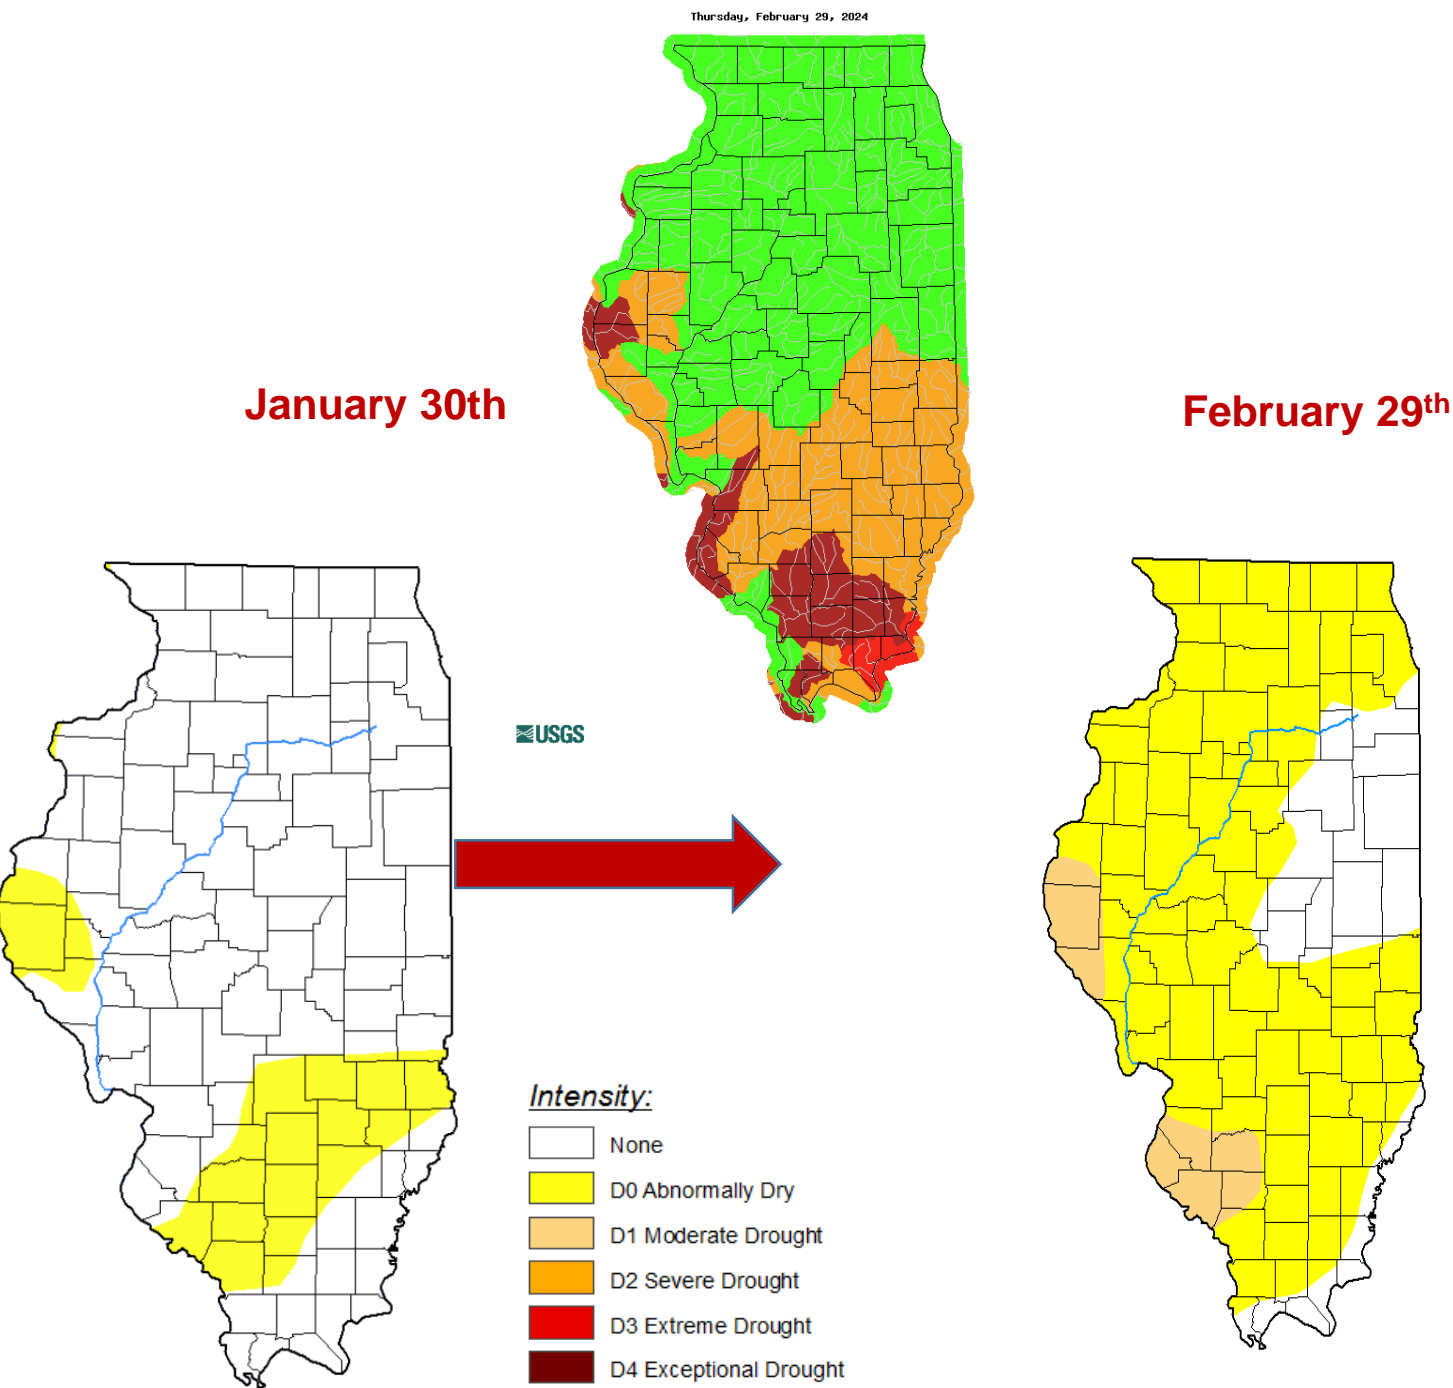 Thursday, February 29, 2024
January 30th
February 29th
USGS
Intensity:
None
D0 Abnormally Dry
D1 Moderate Drought
D2 Severe Drought
D3 Extreme Drought
D4 Exceptional Drought